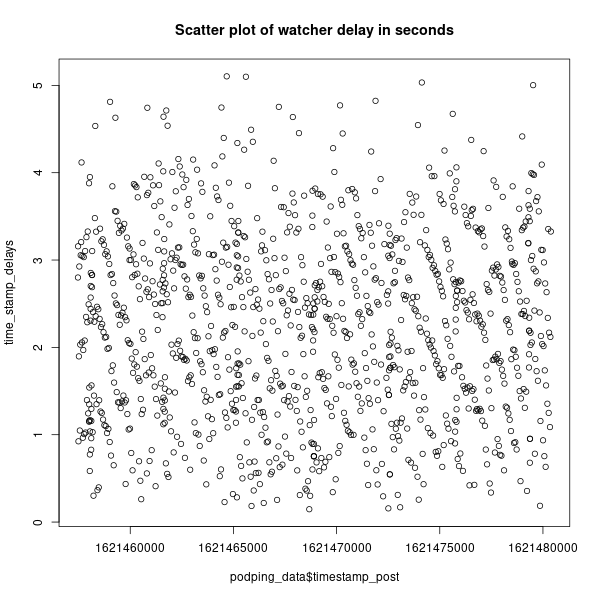 Scatter plot of watcher delay in seconds
time_stamp_delays
5
4
3
2
1
0
1621460000 1621465000 1621470000 1621475000 1621480000
podping_data$timestamp_post